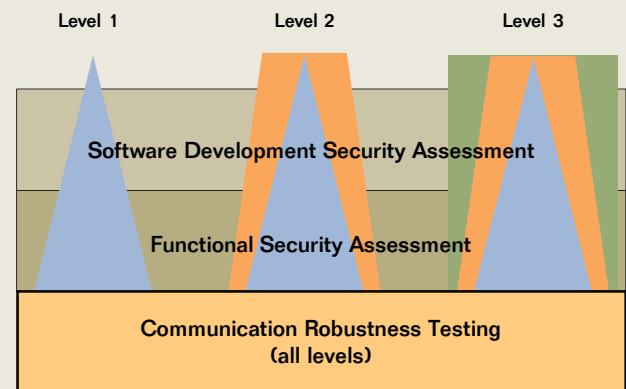 Level 1
Level 2
Level 3
Software Development Security Assessment
Functional Security Assessment
Communication Robustness Testing
(all levels)